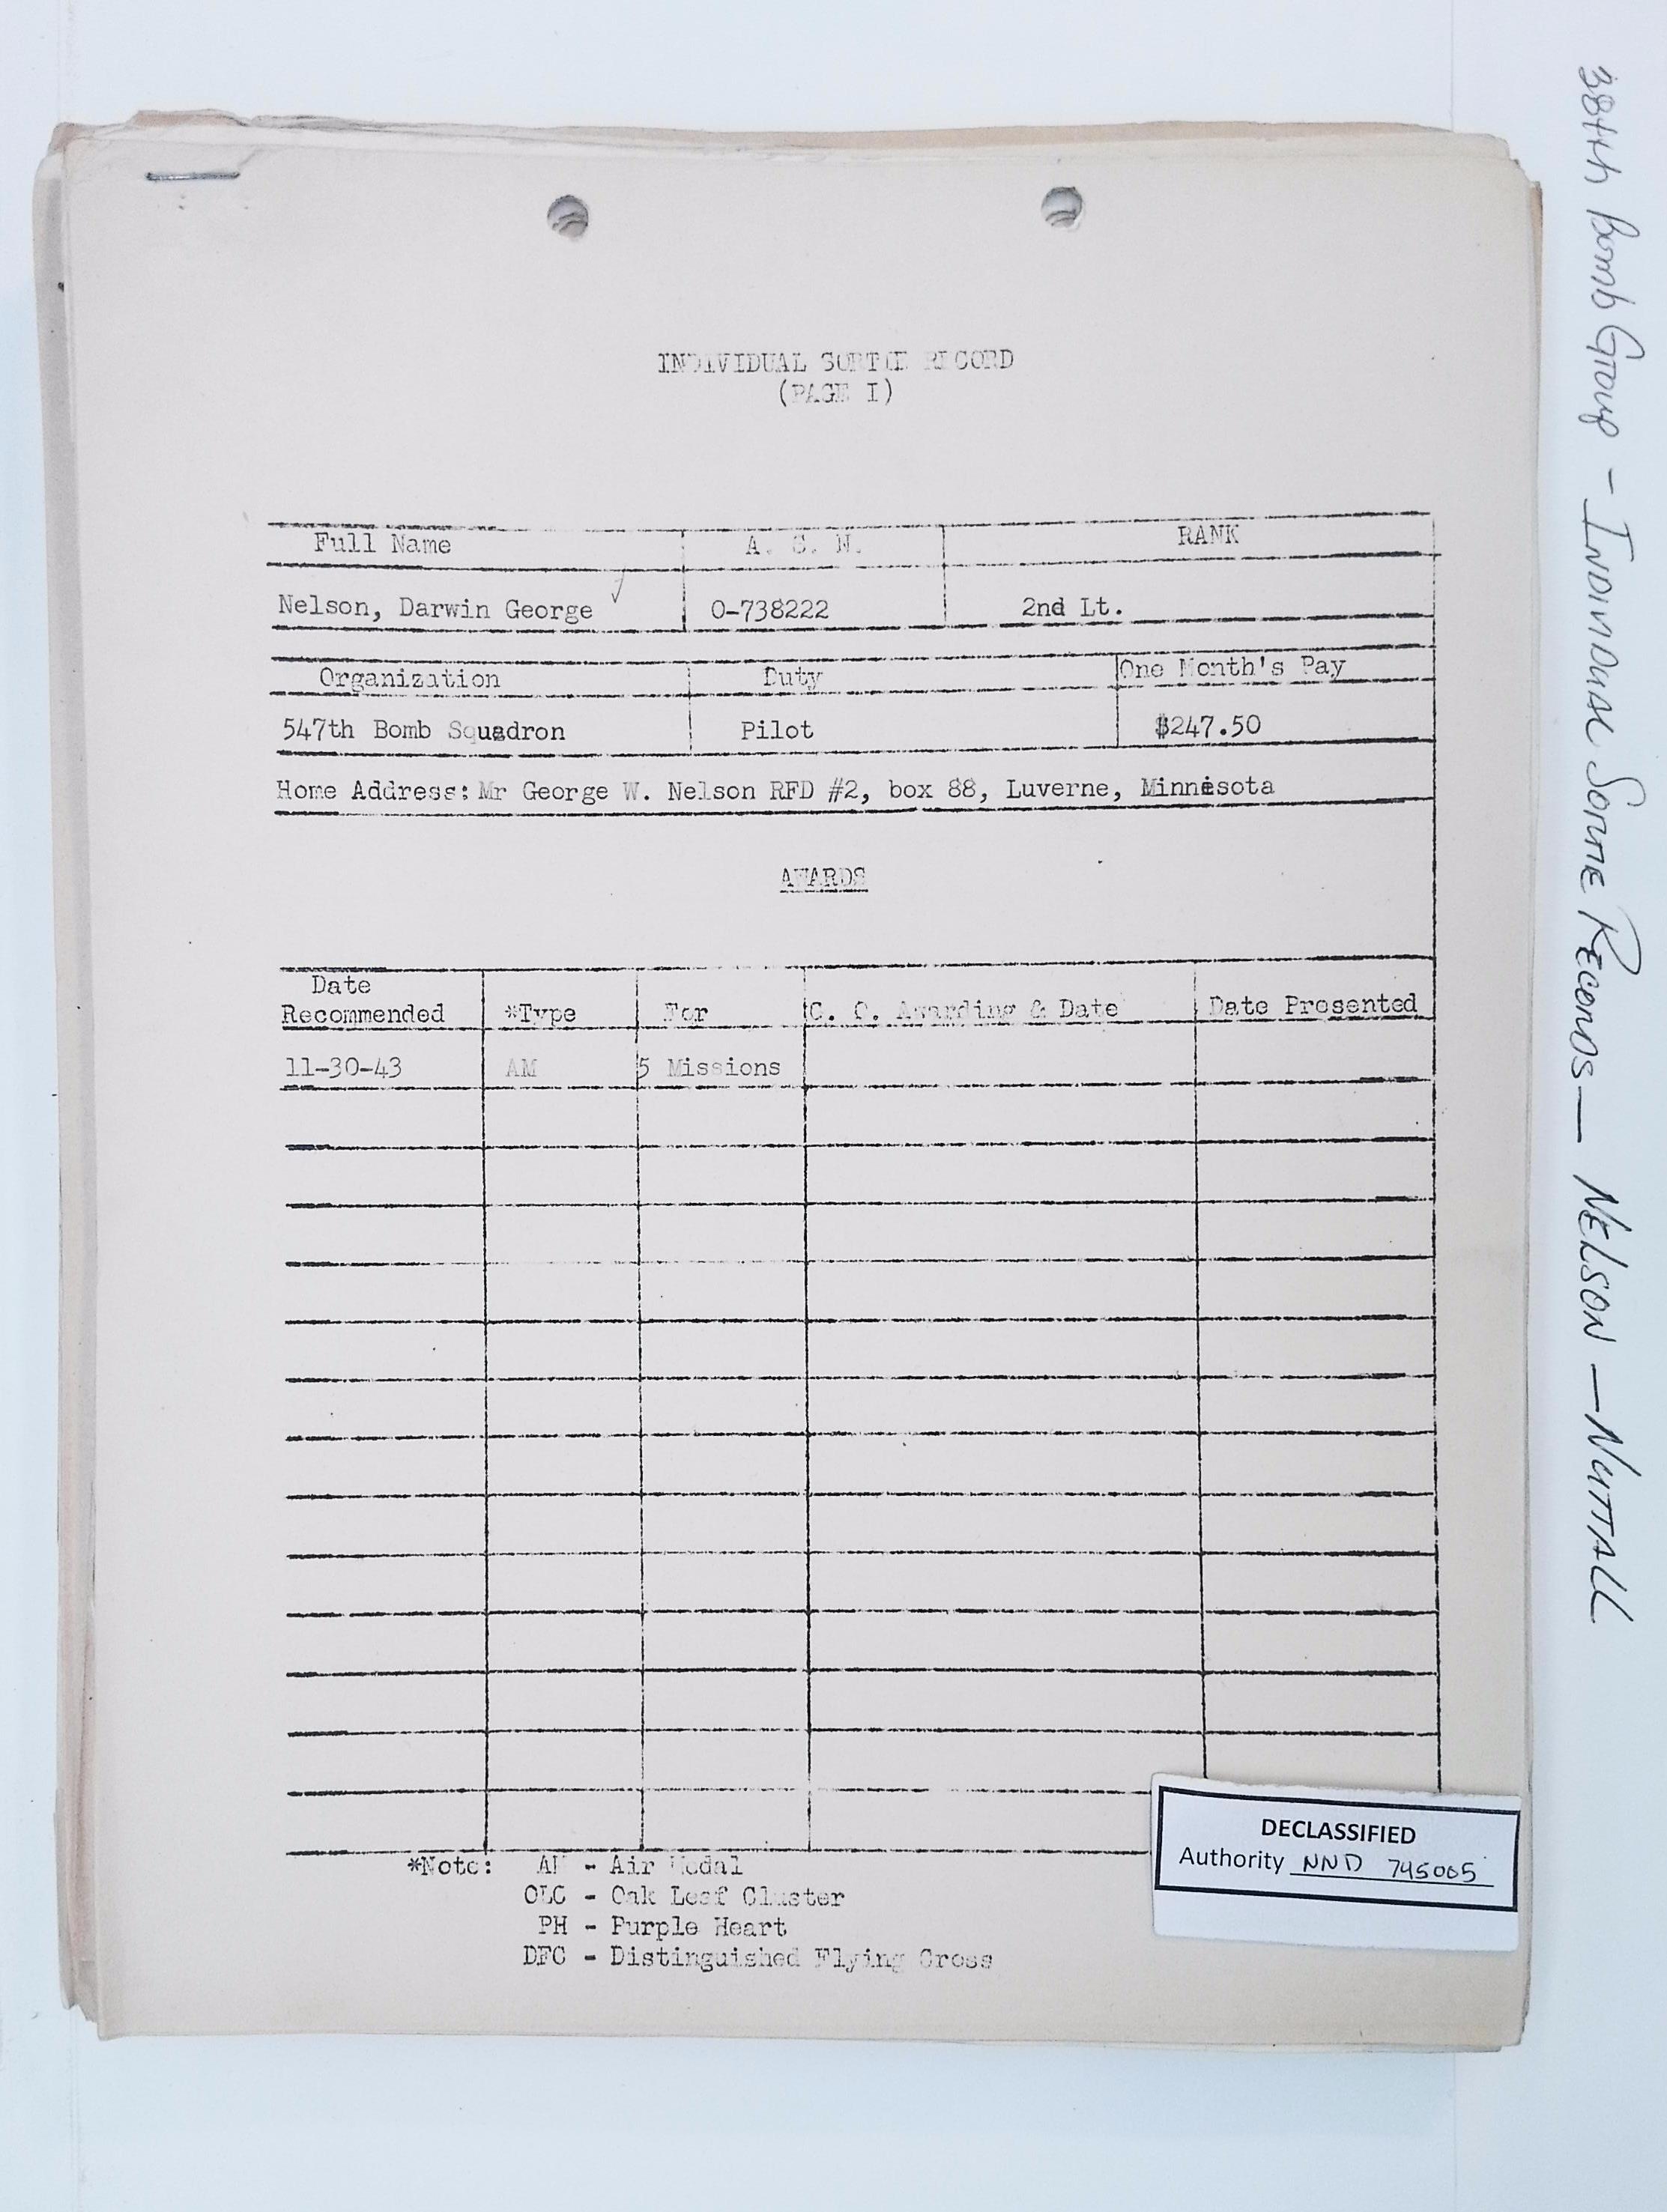 INDIVIDUAL SORTIE RECORD
(PAGE I)
Full Name A. S. N. RANK
Nelson, Darwin George ✓ O-738222 2nd Lt.
Organization Duty One Month's Pay
547th Bomb Squadron Pilot $247.50
Home Address: Mr George W. Nelson RFD #2, box 88, Luverne, Minnesota
AWARDS
Date
Recommended *Type For C. O. Awarding & Date Date Presented
11-30-43 AM 5 Missions
*Note: AM - Air Medal
OLC - Oak Leaf Cluster
PH - Purple Heart
DFC - Distinguished Flying Cross
DECLASSIFIED
Authority NND 745005
384th Bomb Group - INDIVIDUAL SORTIE RECORDS — NELSON — NUTTALL